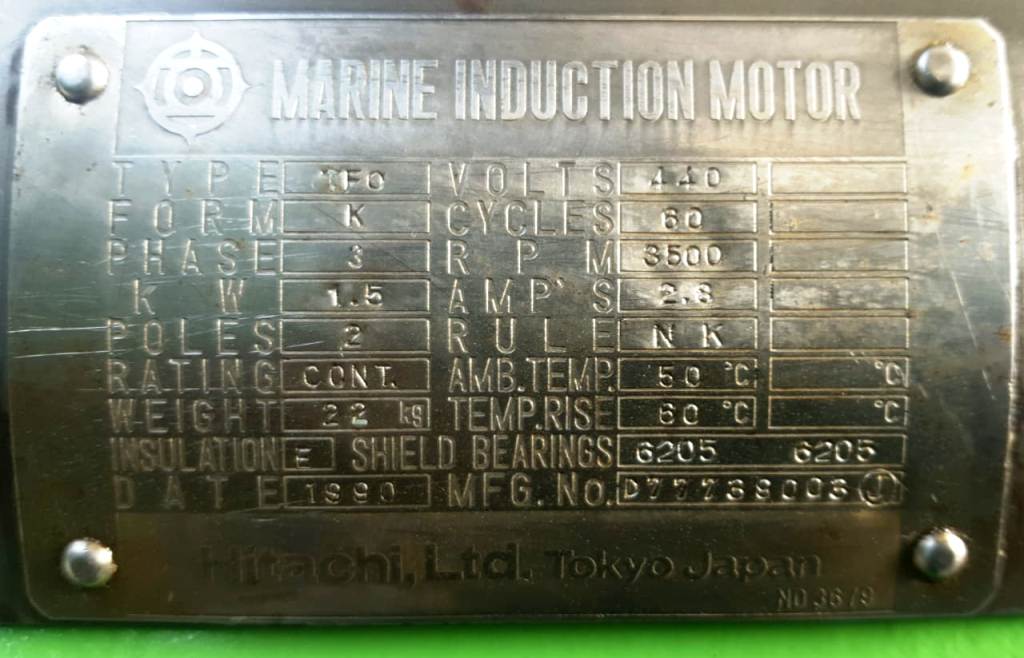 MARINE INDUCTION MOTOR
TYPE TFO VOLTS 440
FORM K CYCLES 60
PHASE 3 RPM 3500
KW 1.5 AMP'S 2.8
POLES 2 RULE NK
RATING CONT. AMB.TEMP. 50 °C °C
WEIGHT 22 kg TEMP.RISE 60 °C °C
INSULATION E SHIELD BEARINGS 6205 6205
DATE 1990 MFG.No.
Hitachi, Ltd. Tokyo Japan